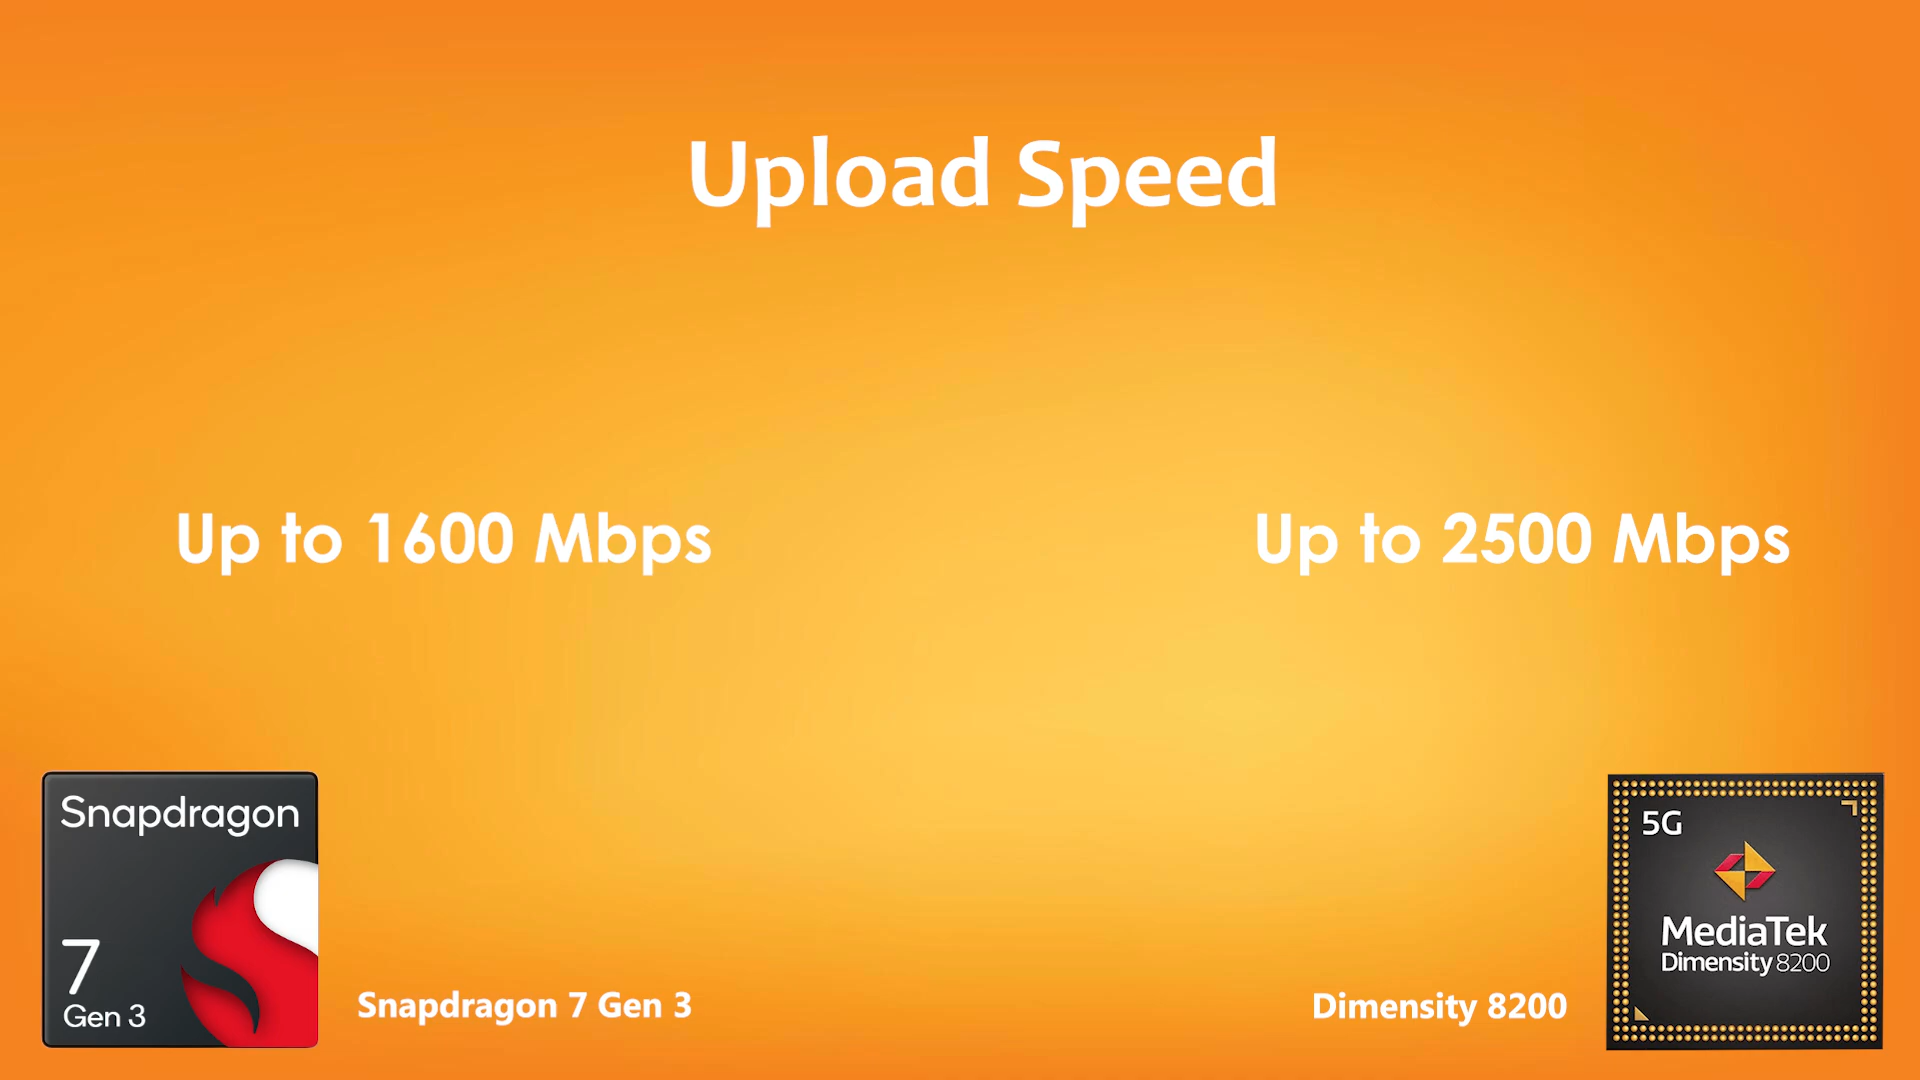 Upload Speed
Up to 1600 Mbps
Up to 2500 Mbps
Snapdragon
7
Gen 3
Snapdragon 7 Gen 3
Dimensity 8200
5G
MediaTek
Dimensity 8200